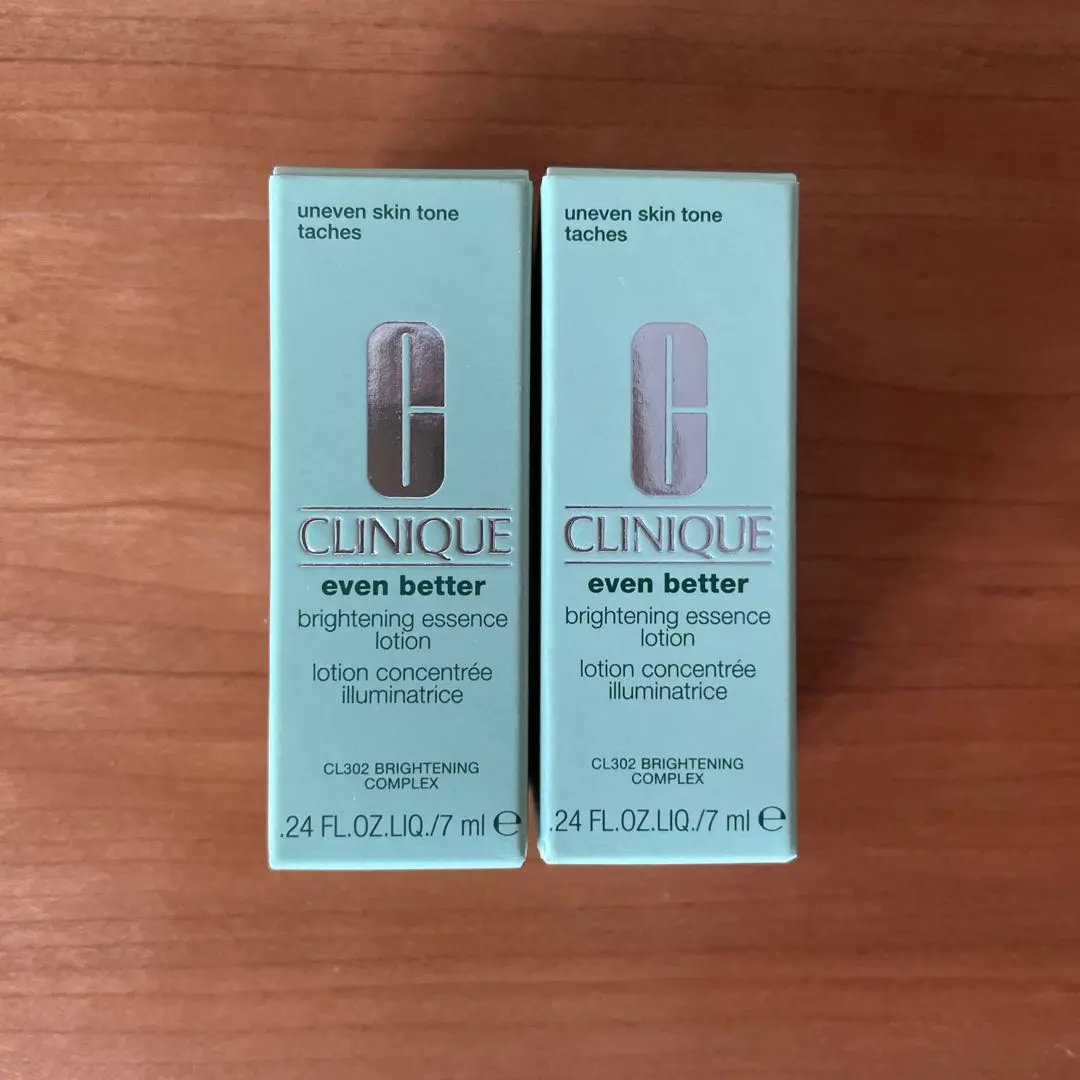 uneven skin tone
taches
C
CLINIQUE
even better
brightening essence
lotion
lotion concentrée
illuminatrice
CL302 BRIGHTENING
COMPLEX
.24 FL.OZ.LIQ./7 ml ℮
uneven skin tone
taches
C
CLINIQUE
even better
brightening essence
lotion
lotion concentrée
illuminatrice
CL302 BRIGHTENING
COMPLEX
.24 FL.OZ.LIQ./7 ml ℮